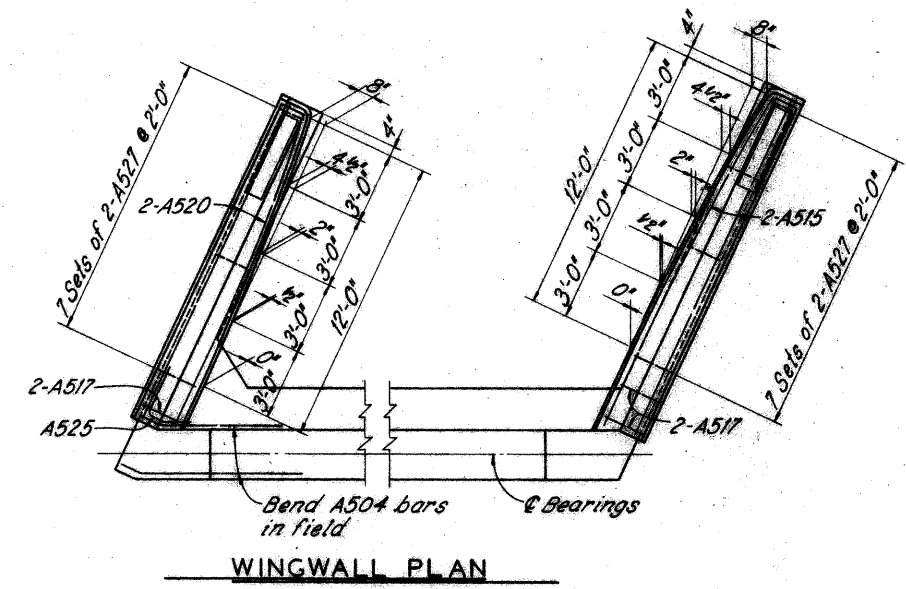 7 Sets of 2-A527 @ 2'-0"
8"
4"
4½"
3'-0"
2-A520
2"
3'-0"
½"
3'-0"
12'-0"
0"
3'-0"
2-A517
A525
4"
8"
3'-0"
4½"
12'-0"
3'-0"
2"
3'-0"
½"
3'-0"
0"
2-A515
7 Sets of 2-A527 @ 2'-0"
2-A517
Bend A504 bars
in field
℄ Bearings
WINGWALL PLAN